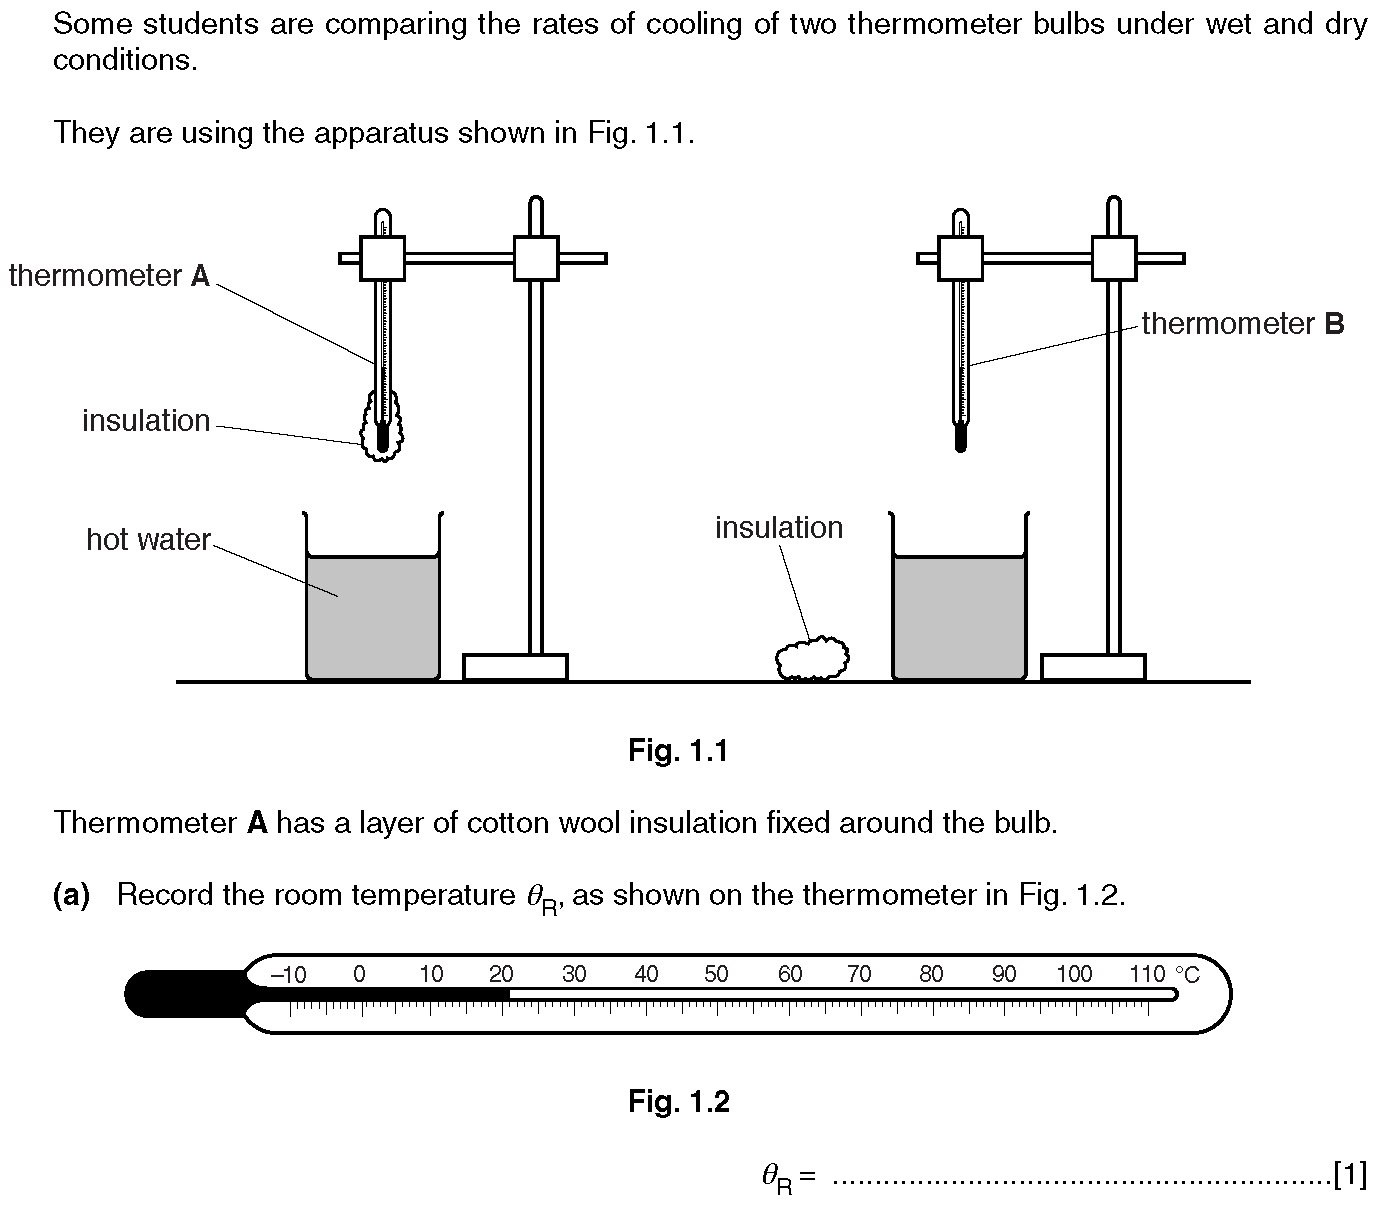 Some students are comparing the rates of cooling of two thermometer bulbs under wet and dry
conditions.
They are using the apparatus shown in Fig. 1.1.
thermometer A
thermometer B
insulation
hot water
insulation
Fig. 1.1
Thermometer A has a layer of cotton wool insulation fixed around the bulb.
(a) Record the room temperature θR, as shown on the thermometer in Fig. 1.2.
–10 0 10 20 30 40 50 60 70 80 90 100 110 °C
Fig. 1.2
θR = ............................................................[1]